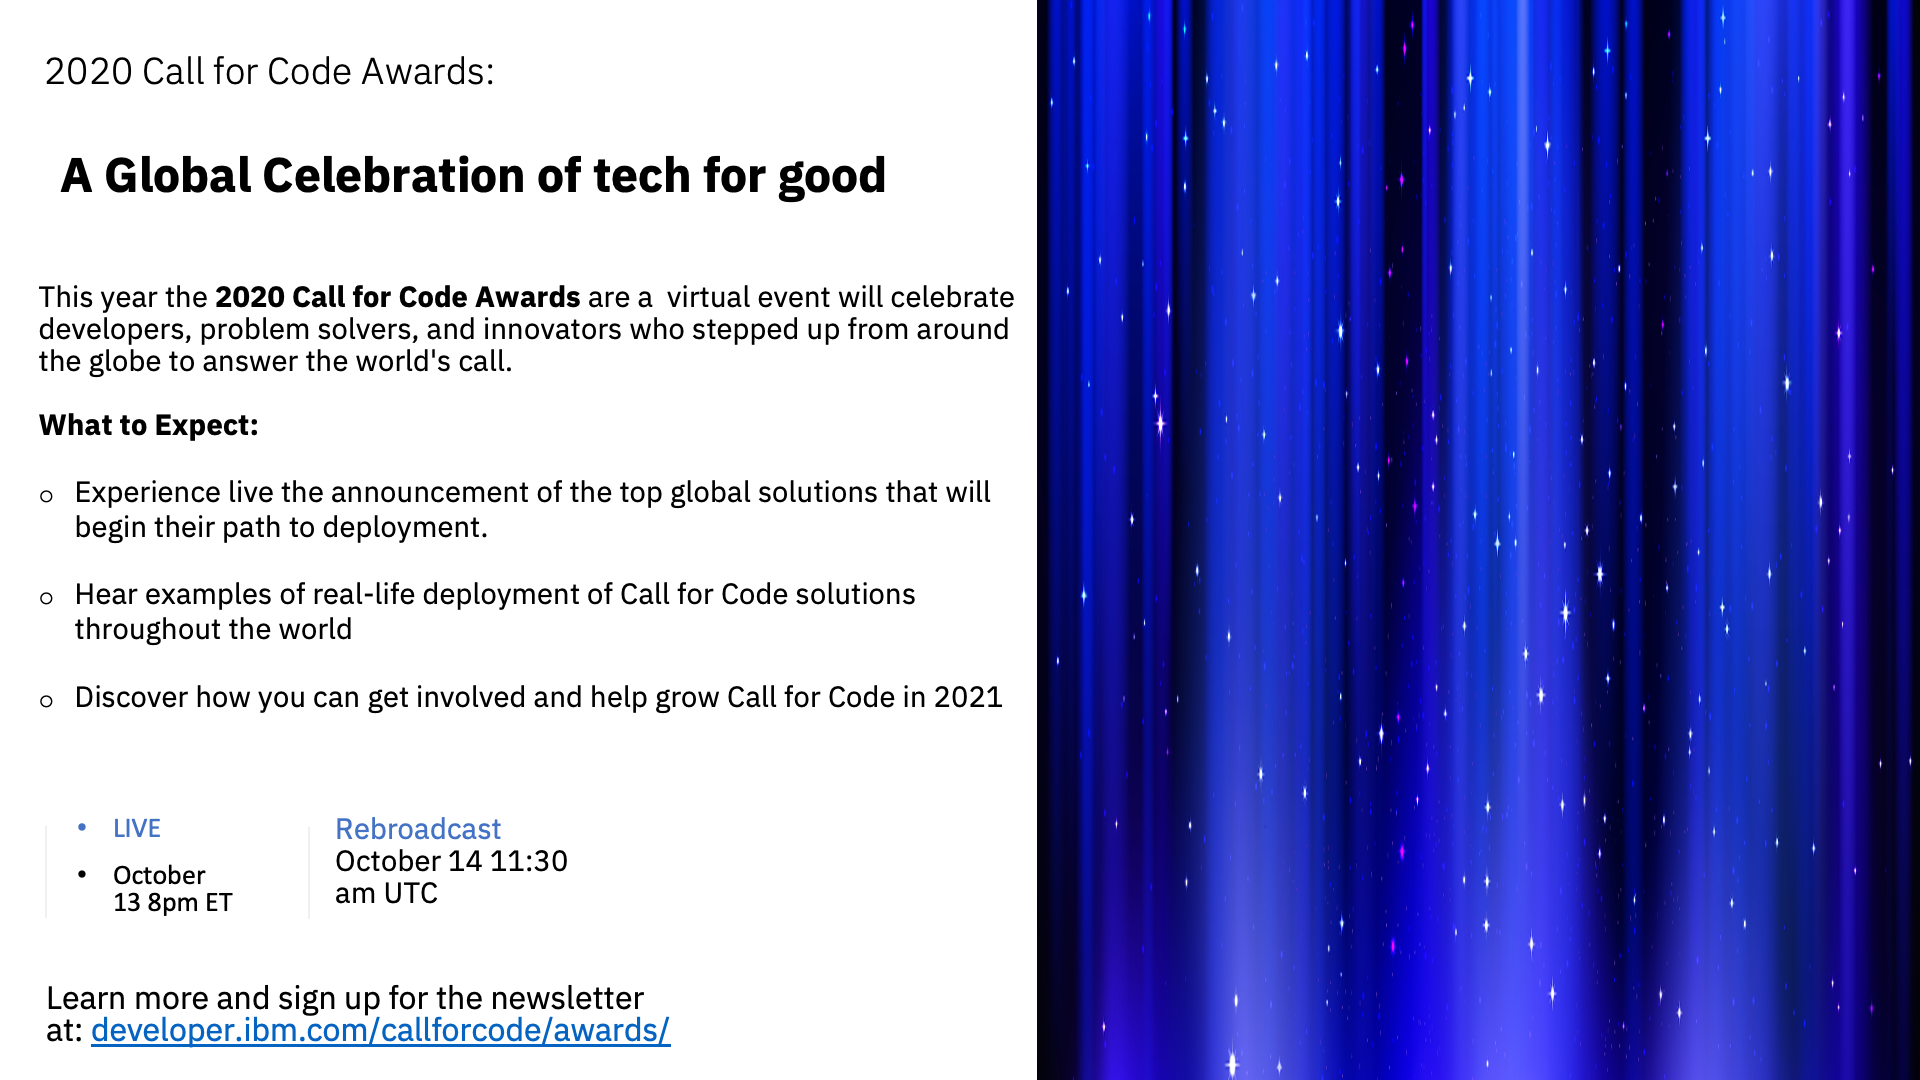 2020 Call for Code Awards:
A Global Celebration of tech for good
This year the 2020 Call for Code Awards are a  virtual event will celebrate
developers, problem solvers, and innovators who stepped up from around
the globe to answer the world's call.
What to Expect:
o Experience live the announcement of the top global solutions that will
begin their path to deployment.
o Hear examples of real-life deployment of Call for Code solutions
throughout the world
o Discover how you can get involved and help grow Call for Code in 2021
• LIVE
• October
13 8pm ET
Rebroadcast
October 14 11:30
am UTC
Learn more and sign up for the newsletter
at: developer.ibm.com/callforcode/awards/